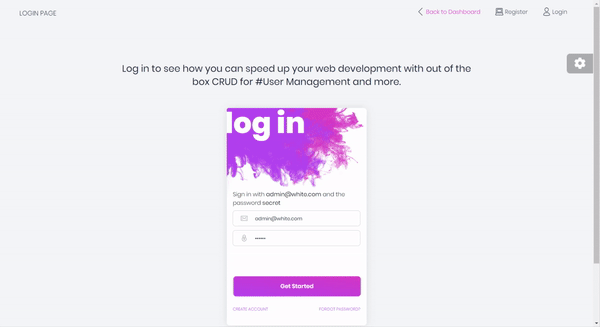 LOGIN PAGE
Back to Dashboard
Register
Login
Log in to see how you can speed up your web development with out of the
box CRUD for #User Management and more.
log in
Sign in with admin@white.com and the
password secret
admin@white.com
••••••
Get Started
CREATE ACCOUNT
FORGOT PASSWORD?